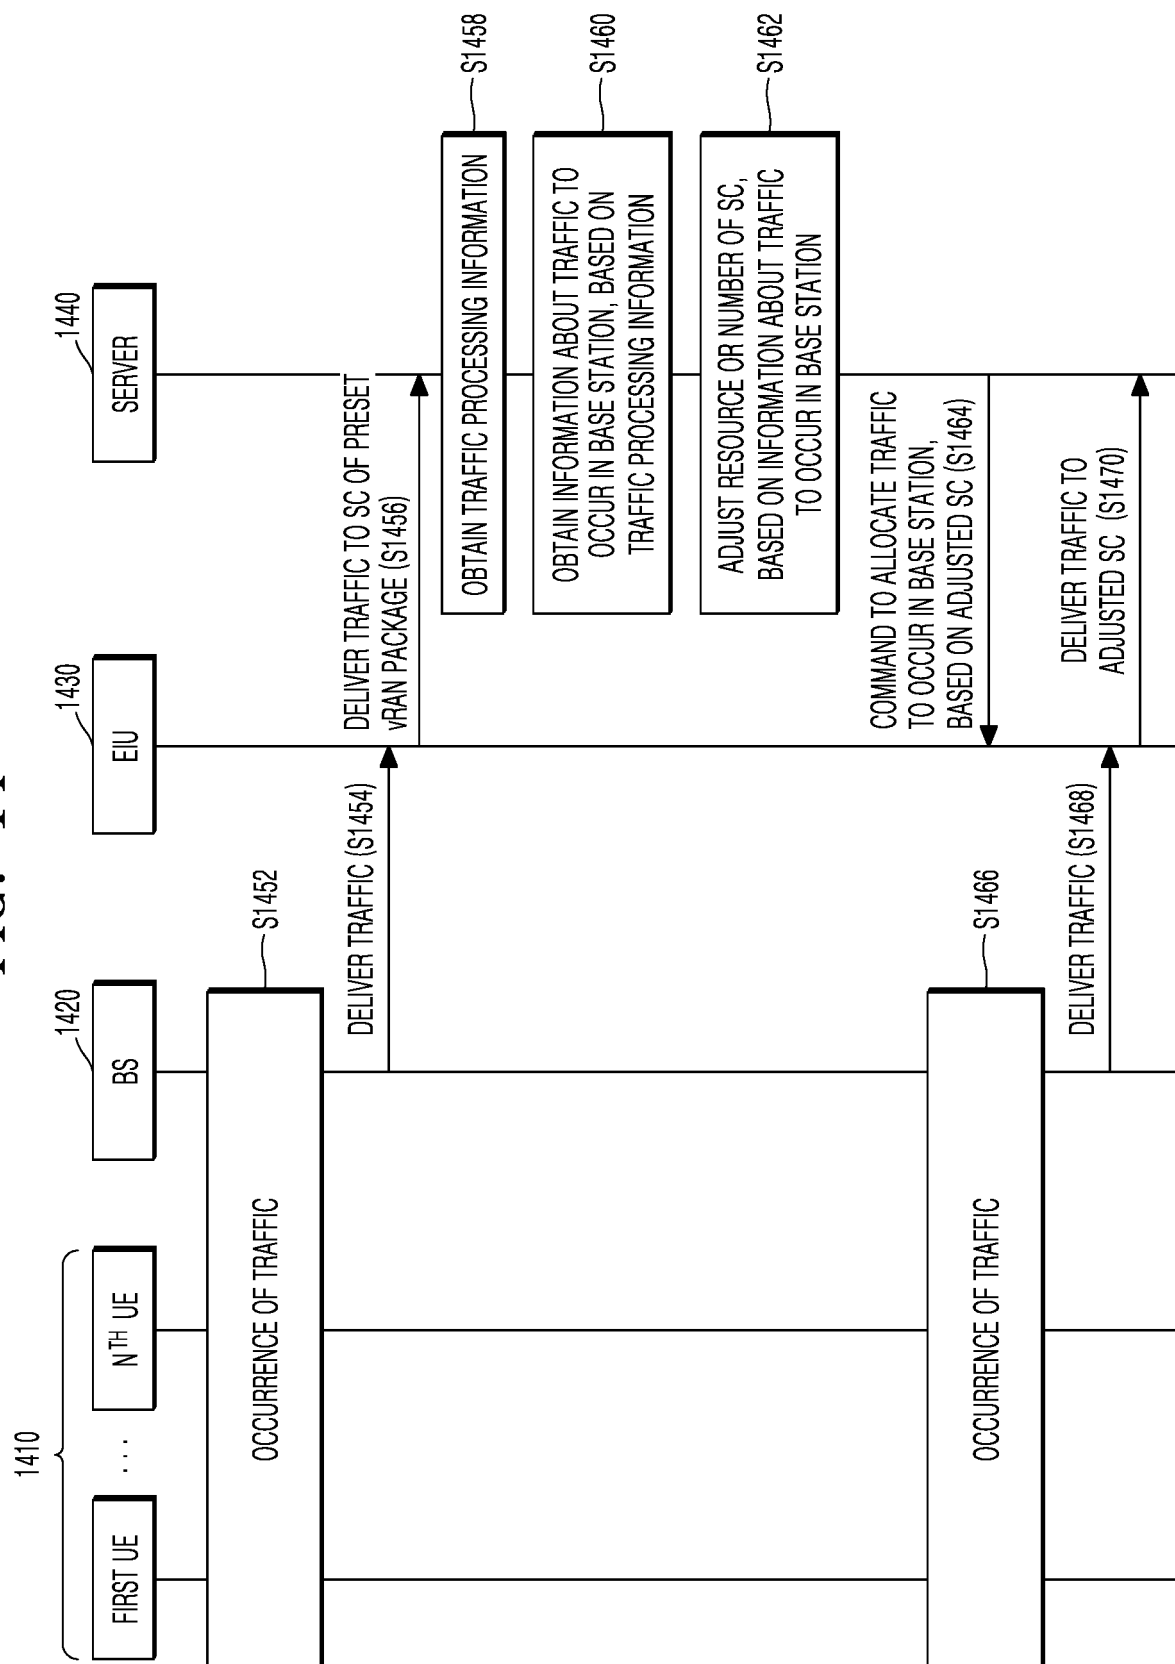 FIG. 14
1410
FIRST UE
...
NTH UE
1420
BS
1430
EIU
1440
SERVER
OCCURRENCE OF TRAFFIC
S1452
DELIVER TRAFFIC (S1454)
DELIVER TRAFFIC TO SC OF PRESET
vRAN PACKAGE (S1456)
OBTAIN TRAFFIC PROCESSING INFORMATION
S1458
OBTAIN INFORMATION ABOUT TRAFFIC TO
OCCUR IN BASE STATION, BASED ON
TRAFFIC PROCESSING INFORMATION
S1460
ADJUST RESOURCE OR NUMBER OF SC,
BASED ON INFORMATION ABOUT TRAFFIC
TO OCCUR IN BASE STATION
S1462
COMMAND TO ALLOCATE TRAFFIC
TO OCCUR IN BASE STATION,
BASED ON ADJUSTED SC (S1464)
OCCURRENCE OF TRAFFIC
S1466
DELIVER TRAFFIC (S1468)
DELIVER TRAFFIC TO
ADJUSTED SC (S1470)